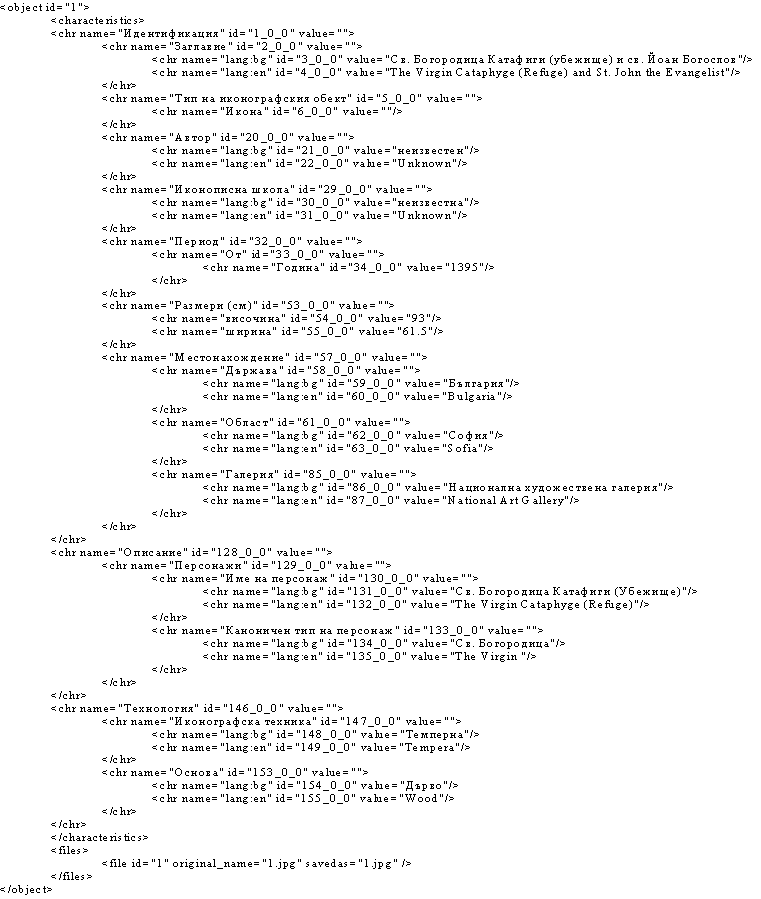 <object id="1">
<characteristics>
<chr name="Идентификация" id="1_0_0" value="">
<chr name="Заглавие" id="2_0_0" value="">
<chr name="lang:bg" id="3_0_0" value="Св. Богородица Катафиги (убежище) и св. Йоан Богослов"/>
<chr name="lang:en" id="4_0_0" value="The Virgin Cataphyge (Refuge) and St. John the Evangelist"/>
</chr>
<chr name="Тип на иконографския обект" id="5_0_0" value="">
<chr name="Икона" id="6_0_0" value=""/>
</chr>
<chr name="Автор" id="20_0_0" value="">
<chr name="lang:bg" id="21_0_0" value="неизвестен"/>
<chr name="lang:en" id="22_0_0" value="Unknown"/>
</chr>
<chr name="Иконописна школа" id="29_0_0" value="">
<chr name="lang:bg" id="30_0_0" value="неизвестна"/>
<chr name="lang:en" id="31_0_0" value="Unknown"/>
</chr>
<chr name="Период" id="32_0_0" value="">
<chr name="От" id="33_0_0" value="">
<chr name="Година" id="34_0_0" value="1395"/>
</chr>
</chr>
<chr name="Размери (см)" id="53_0_0" value="">
<chr name="височина" id="54_0_0" value="93"/>
<chr name="ширина" id="55_0_0" value="61.5"/>
</chr>
<chr name="Местонахождение" id="57_0_0" value="">
<chr name="Държава" id="58_0_0" value="">
<chr name="lang:bg" id="59_0_0" value="България"/>
<chr name="lang:en" id="60_0_0" value="Bulgaria"/>
</chr>
<chr name="Област" id="61_0_0" value="">
<chr name="lang:bg" id="62_0_0" value="София"/>
<chr name="lang:en" id="63_0_0" value="Sofia"/>
</chr>
<chr name="Галерия" id="85_0_0" value="">
<chr name="lang:bg" id="86_0_0" value="Национална художествена галерия"/>
<chr name="lang:en" id="87_0_0" value="National Art Gallery"/>
</chr>
</chr>
</chr>
<chr name="Описание" id="128_0_0" value="">
<chr name="Персонажи" id="129_0_0" value="">
<chr name="Име на персонаж" id="130_0_0" value="">
<chr name="lang:bg" id="131_0_0" value="Св. Богородица Катафиги (Убежище)"/>
<chr name="lang:en" id="132_0_0" value="The Virgin Cataphyge (Refuge)"/>
</chr>
<chr name="Каноничен тип на персонаж" id="133_0_0" value="">
<chr name="lang:bg" id="134_0_0" value="Св. Богородица"/>
<chr name="lang:en" id="135_0_0" value="The Virgin "/>
</chr>
</chr>
</chr>
<chr name="Технология" id="146_0_0" value="">
<chr name="Иконографска техника" id="147_0_0" value="">
<chr name="lang:bg" id="148_0_0" value="Темперна"/>
<chr name="lang:en" id="149_0_0" value="Tempera"/>
</chr>
<chr name="Основа" id="153_0_0" value="">
<chr name="lang:bg" id="154_0_0" value="Дърво"/>
<chr name="lang:en" id="155_0_0" value="Wood"/>
</chr>
</chr>
</characteristics>
<files>
<file id="1" original_name="1.jpg" savedas="1.jpg" />
</files>
</object>